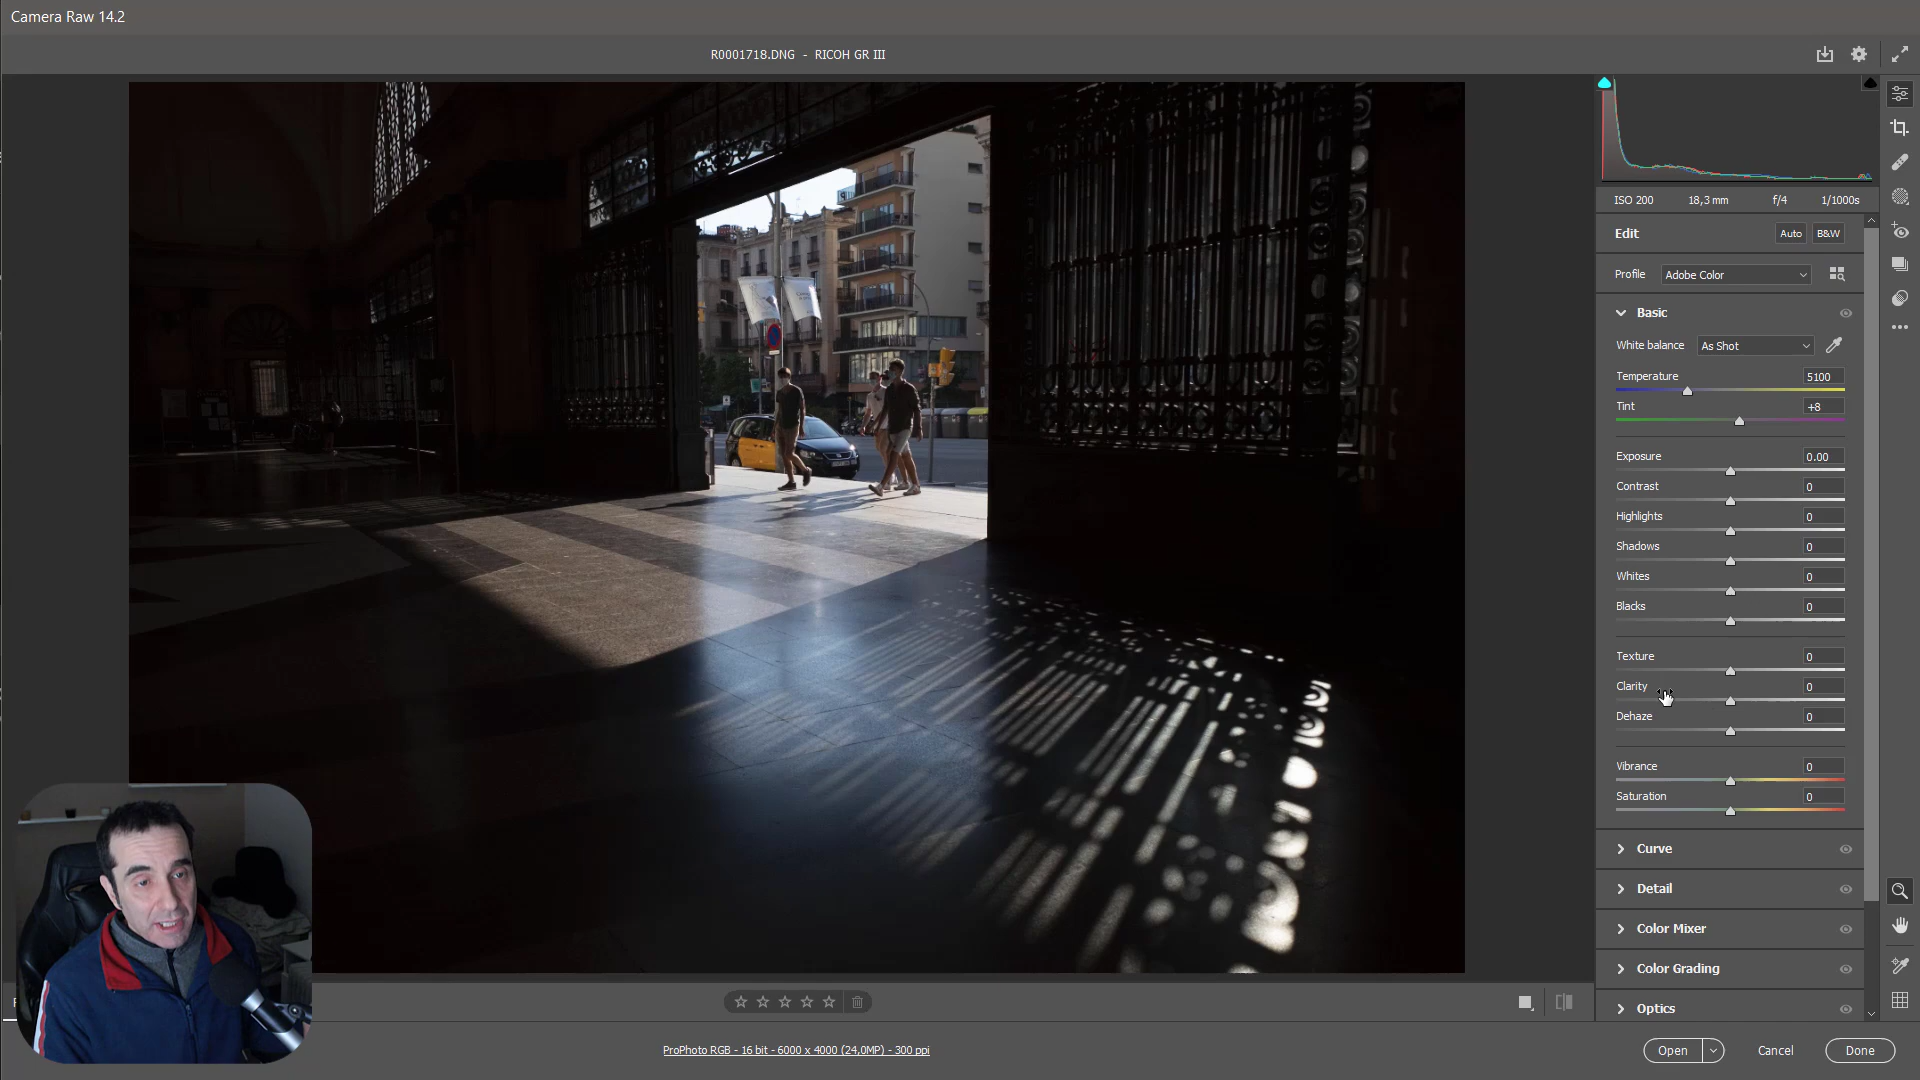 Camera Raw 14.2
R0001718.DNG - RICOH GR III
ISO 200 18,3 mm f/4 1/1000s
Edit Auto B&W
Profile Adobe Color
Basic
White balance As Shot
Temperature 5100
Tint +8
Exposure 0.00
Contrast 0
Highlights 0
Shadows 0
Whites 0
Blacks 0
Texture 0
Clarity 0
Dehaze 0
Vibrance 0
Saturation 0
Curve
Detail
Color Mixer
Color Grading
Optics
ProPhoto RGB - 16 bit - 6000 x 4000 (24,0MP) - 300 ppi
Open Cancel Done